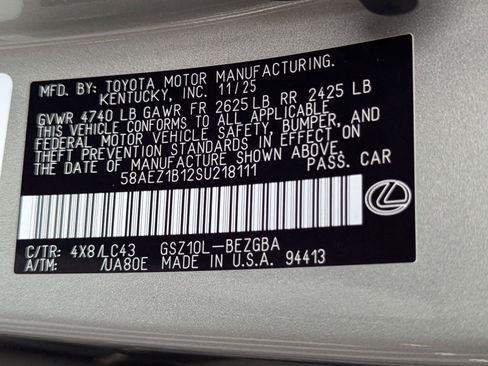 MFD. BY: TOYOTA MOTOR MANUFACTURING.
KENTUCKY, INC. 11/25
GVWR 4740 LB GAWR FR 2625 LB RR 2425 LB
THIS VEHICLE CONFORMS TO ALL APPLICABLE
FEDERAL MOTOR VEHICLE SAFETY, BUMPER, AND
THEFT PREVENTION STANDARDS IN EFFECT ON
THE DATE OF MANUFACTURE SHOWN ABOVE.
58AEZ1B12SU218111 PASS. CAR
C/TR: 4X8/LC43 GSZ10L-BEZGBA
A/TM: /UA80E MADE IN U.S.A. 94413